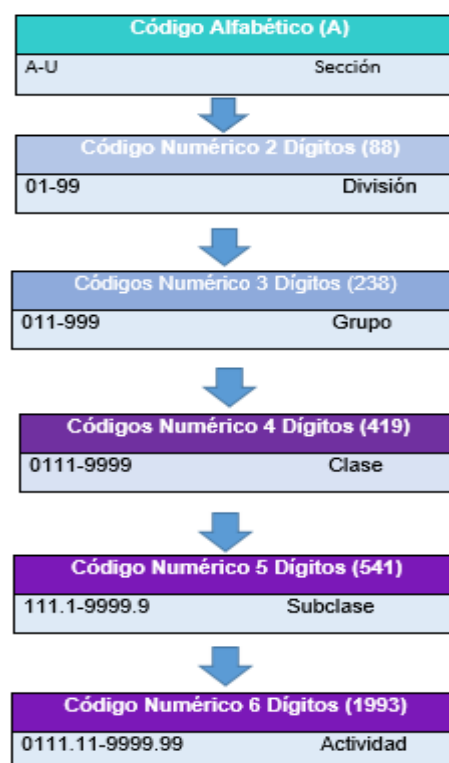 Código Alfabético (A)
A-U Sección
Código Numérico 2 Dígitos (88)
01-99 División
Códigos Numérico 3 Dígitos (238)
011-999 Grupo
Códigos Numérico 4 Dígitos (419)
0111-9999 Clase
Código Numérico 5 Dígitos (541)
111.1-9999.9 Subclase
Código Numérico 6 Dígitos (1993)
0111.11-9999.99 Actividad